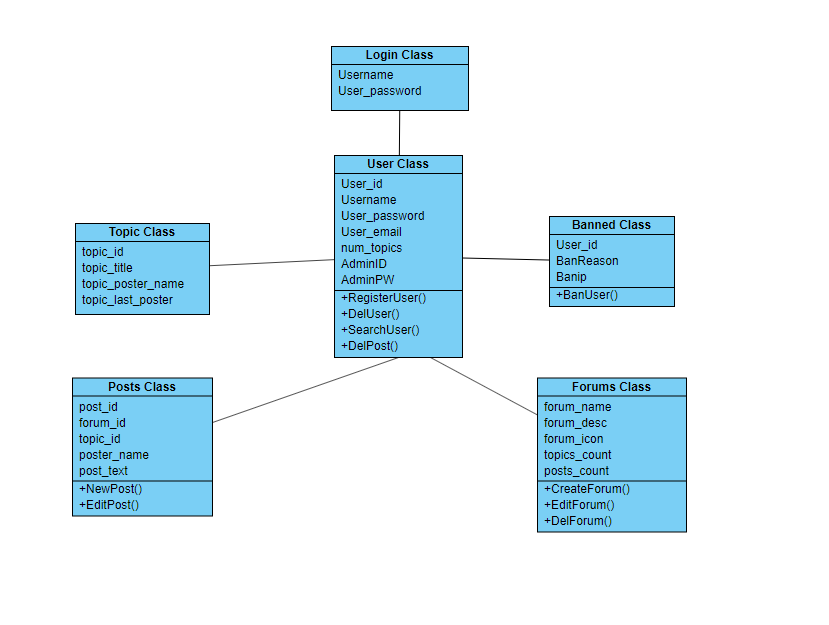 Login Class
Username
User_password
User Class
User_id
Username
User_password
User_email
num_topics
AdminID
AdminPW
+RegisterUser()
+DelUser()
+SearchUser()
+DelPost()
Topic Class
topic_id
topic_title
topic_poster_name
topic_last_poster
Banned Class
User_id
BanReason
Banip
+BanUser()
Posts Class
post_id
forum_id
topic_id
poster_name
post_text
+NewPost()
+EditPost()
Forums Class
forum_name
forum_desc
forum_icon
topics_count
posts_count
+CreateForum()
+EditForum()
+DelForum()